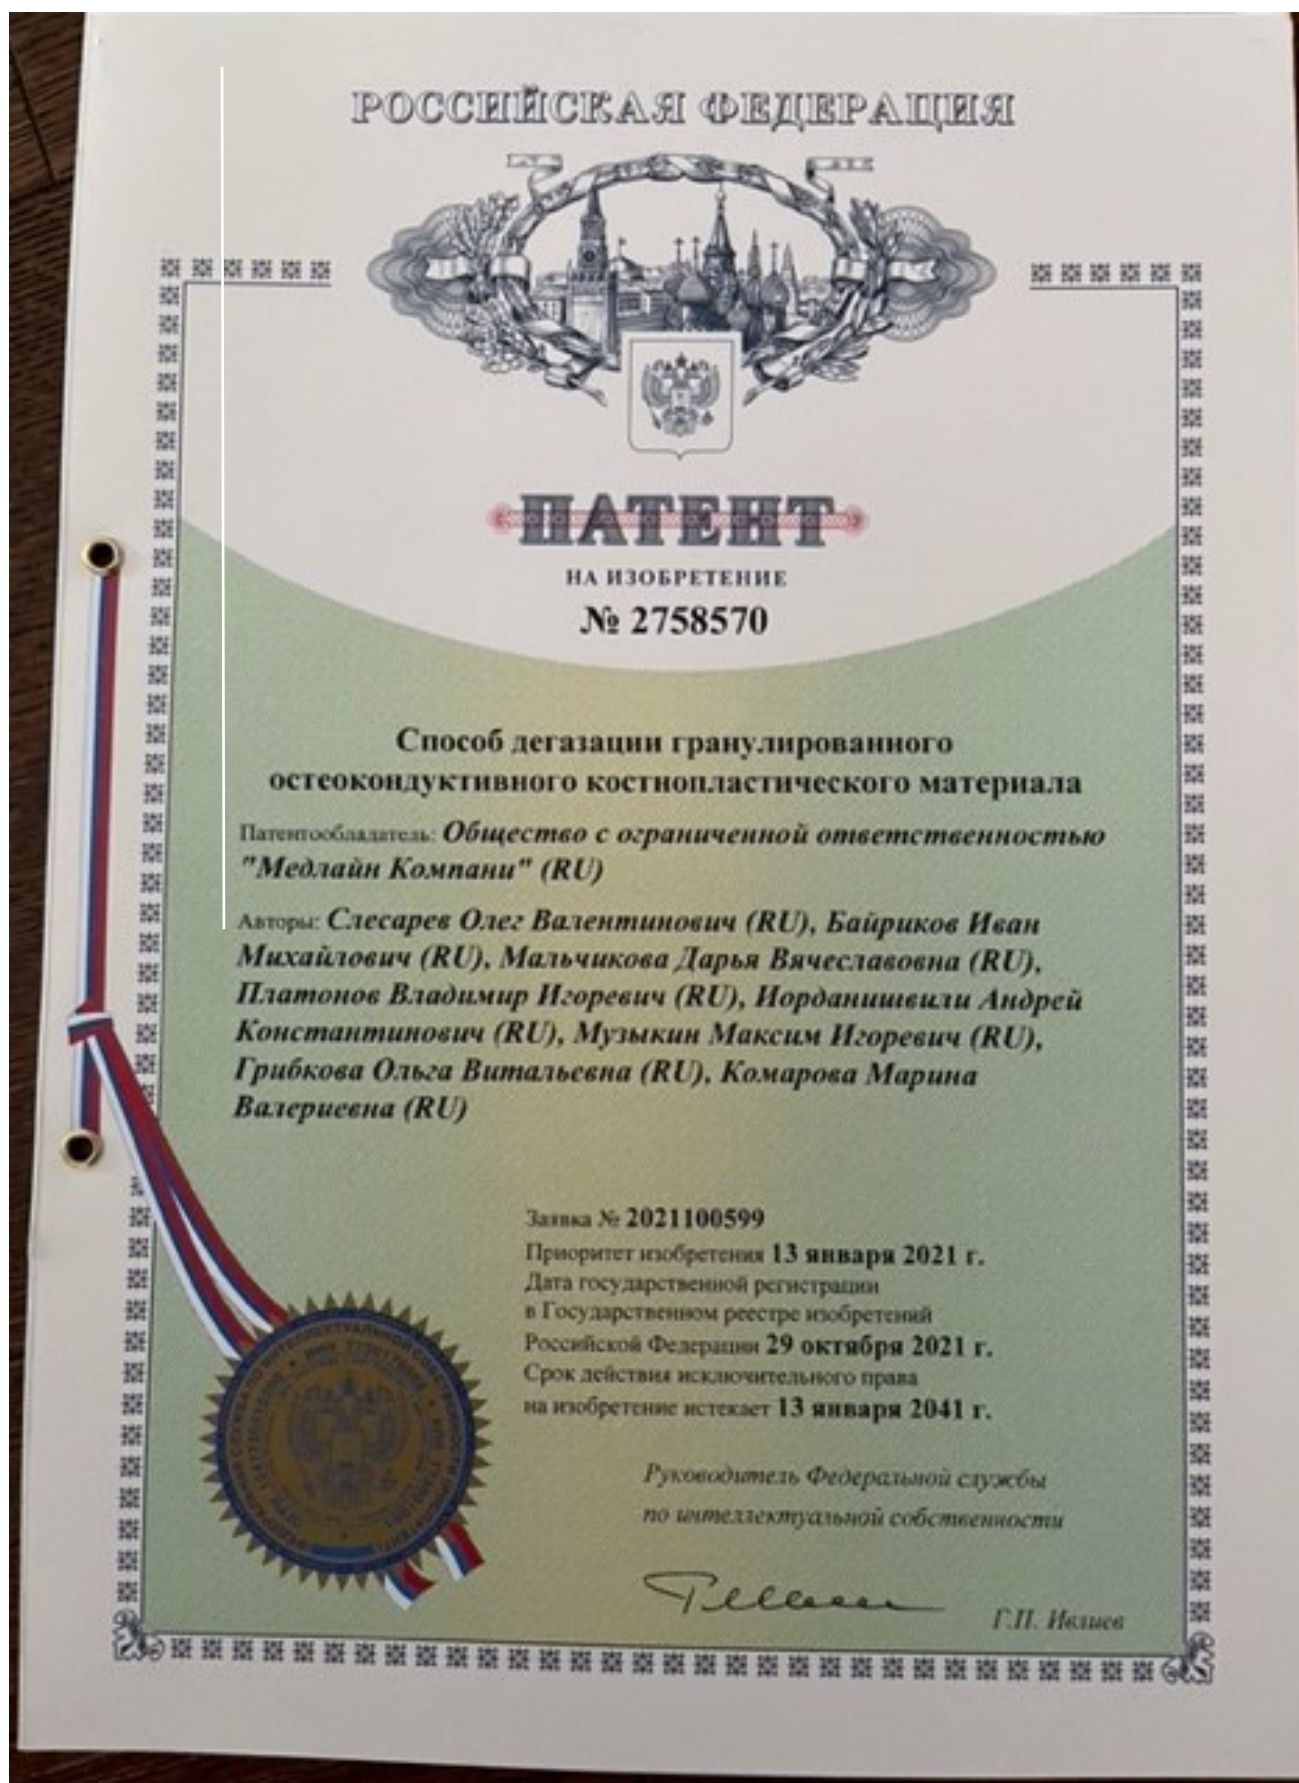 РОССИЙСКАЯ ФЕДЕРАЦИЯ
ПАТЕНТ
НА ИЗОБРЕТЕНИЕ
№ 2758570
Способ дегазации гранулированного
остеокондуктивного костнопластического материала
Патентообладатель: Общество с ограниченной ответственностью
"Медлайн Компани" (RU)
Авторы: Слесарев Олег Валентинович (RU), Байриков Иван
Михайлович (RU), Мальчикова Дарья Вячеславовна (RU),
Платонов Владимир Игоревич (RU), Иорданишвили Андрей
Константинович (RU), Музыкин Максим Игоревич (RU),
Грибкова Ольга Витальевна (RU), Комарова Марина
Валериевна (RU)
Заявка № 2021100599
Приоритет изобретения 13 января 2021 г.
Дата государственной регистрации
в Государственном реестре изобретений
Российской Федерации 29 октября 2021 г.
Срок действия исключительного права
на изобретение истекает 13 января 2041 г.
Руководитель Федеральной службы
по интеллектуальной собственности
Г.П. Ивлиев